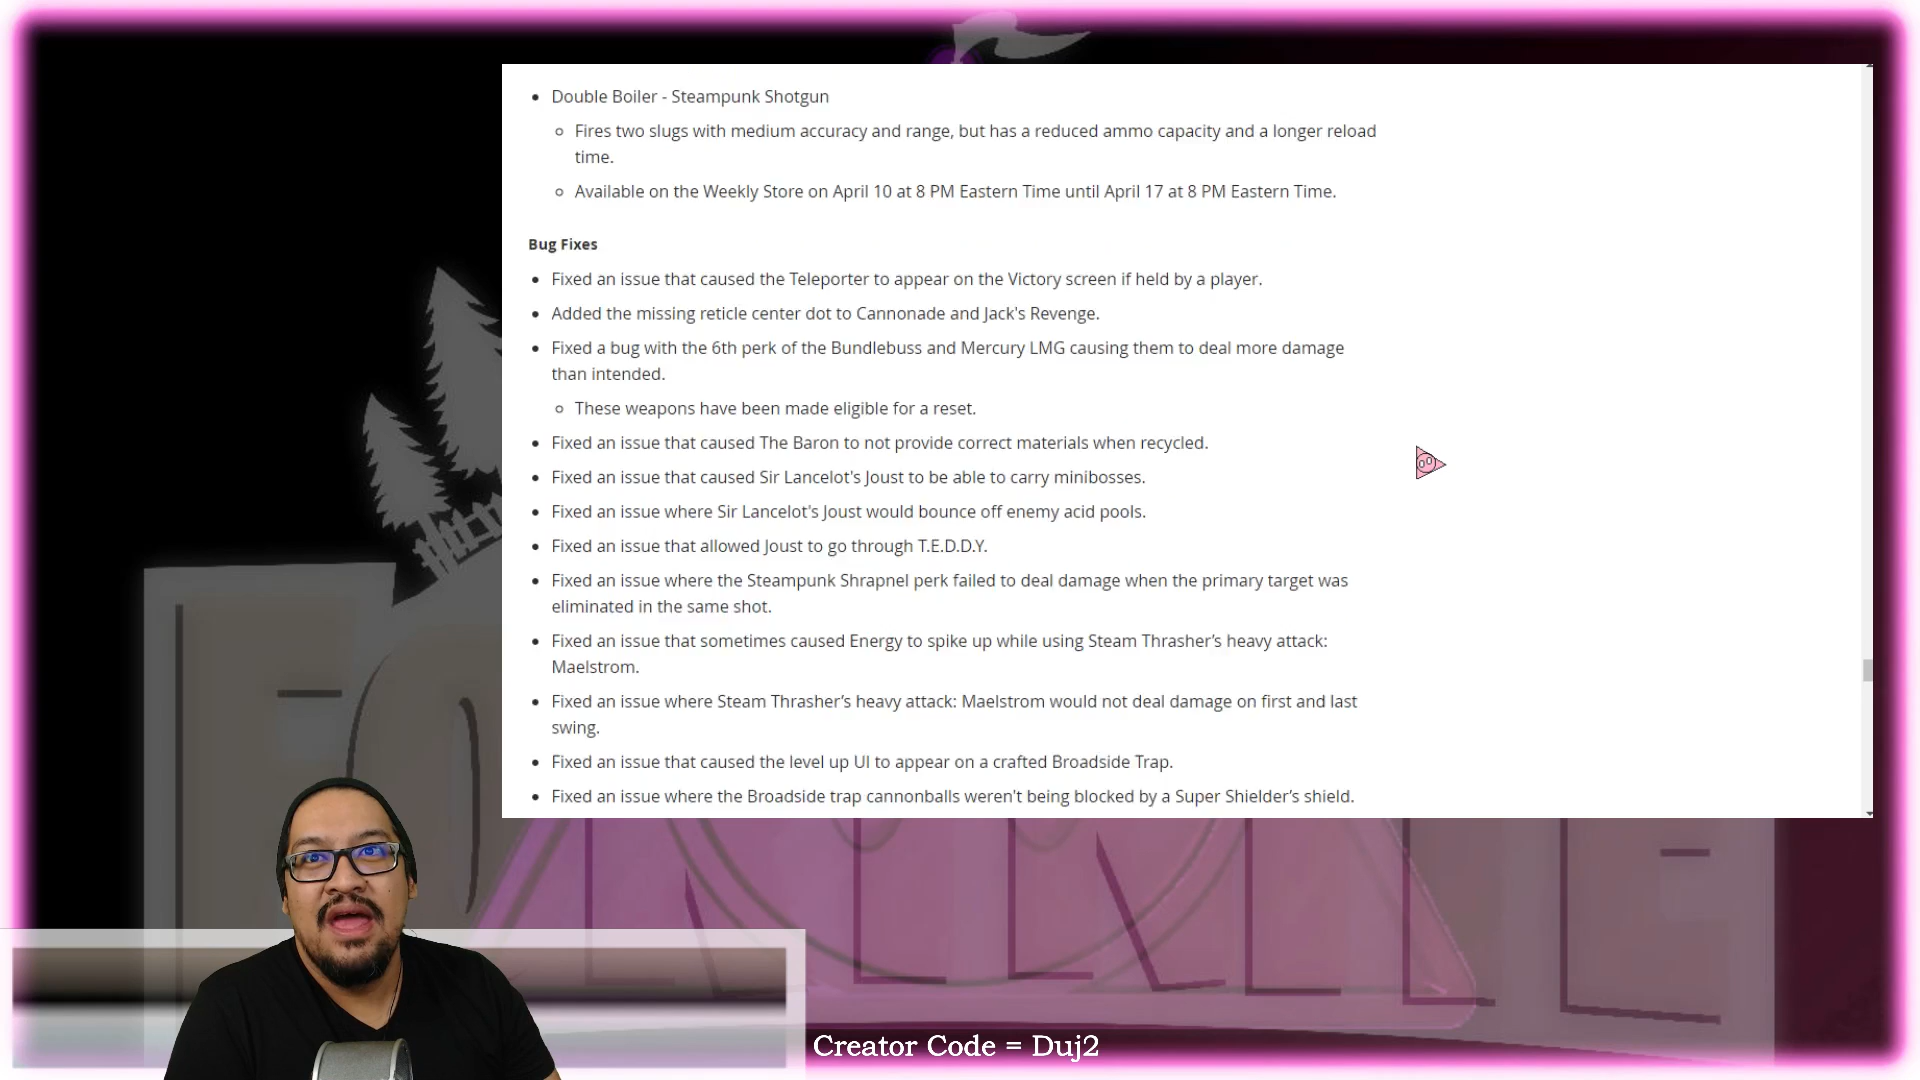 Double Boiler - Steampunk Shotgun
Fires two slugs with medium accuracy and range, but has a reduced ammo capacity and a longer reload
time.
Available on the Weekly Store on April 10 at 8 PM Eastern Time until April 17 at 8 PM Eastern Time.
Bug Fixes
Fixed an issue that caused the Teleporter to appear on the Victory screen if held by a player.
Added the missing reticle center dot to Cannonade and Jack's Revenge.
Fixed a bug with the 6th perk of the Bundlebuss and Mercury LMG causing them to deal more damage
than intended.
These weapons have been made eligible for a reset.
Fixed an issue that caused The Baron to not provide correct materials when recycled.
Fixed an issue that caused Sir Lancelot's Joust to be able to carry minibosses.
Fixed an issue where Sir Lancelot's Joust would bounce off enemy acid pools.
Fixed an issue that allowed Joust to go through T.E.D.D.Y.
Fixed an issue where the Steampunk Shrapnel perk failed to deal damage when the primary target was
eliminated in the same shot.
Fixed an issue that sometimes caused Energy to spike up while using Steam Thrasher’s heavy attack:
Maelstrom.
Fixed an issue where Steam Thrasher’s heavy attack: Maelstrom would not deal damage on first and last
swing.
Fixed an issue that caused the level up UI to appear on a crafted Broadside Trap.
Fixed an issue where the Broadside trap cannonballs weren't being blocked by a Super Shielder’s shield.
Creator Code = Duj2